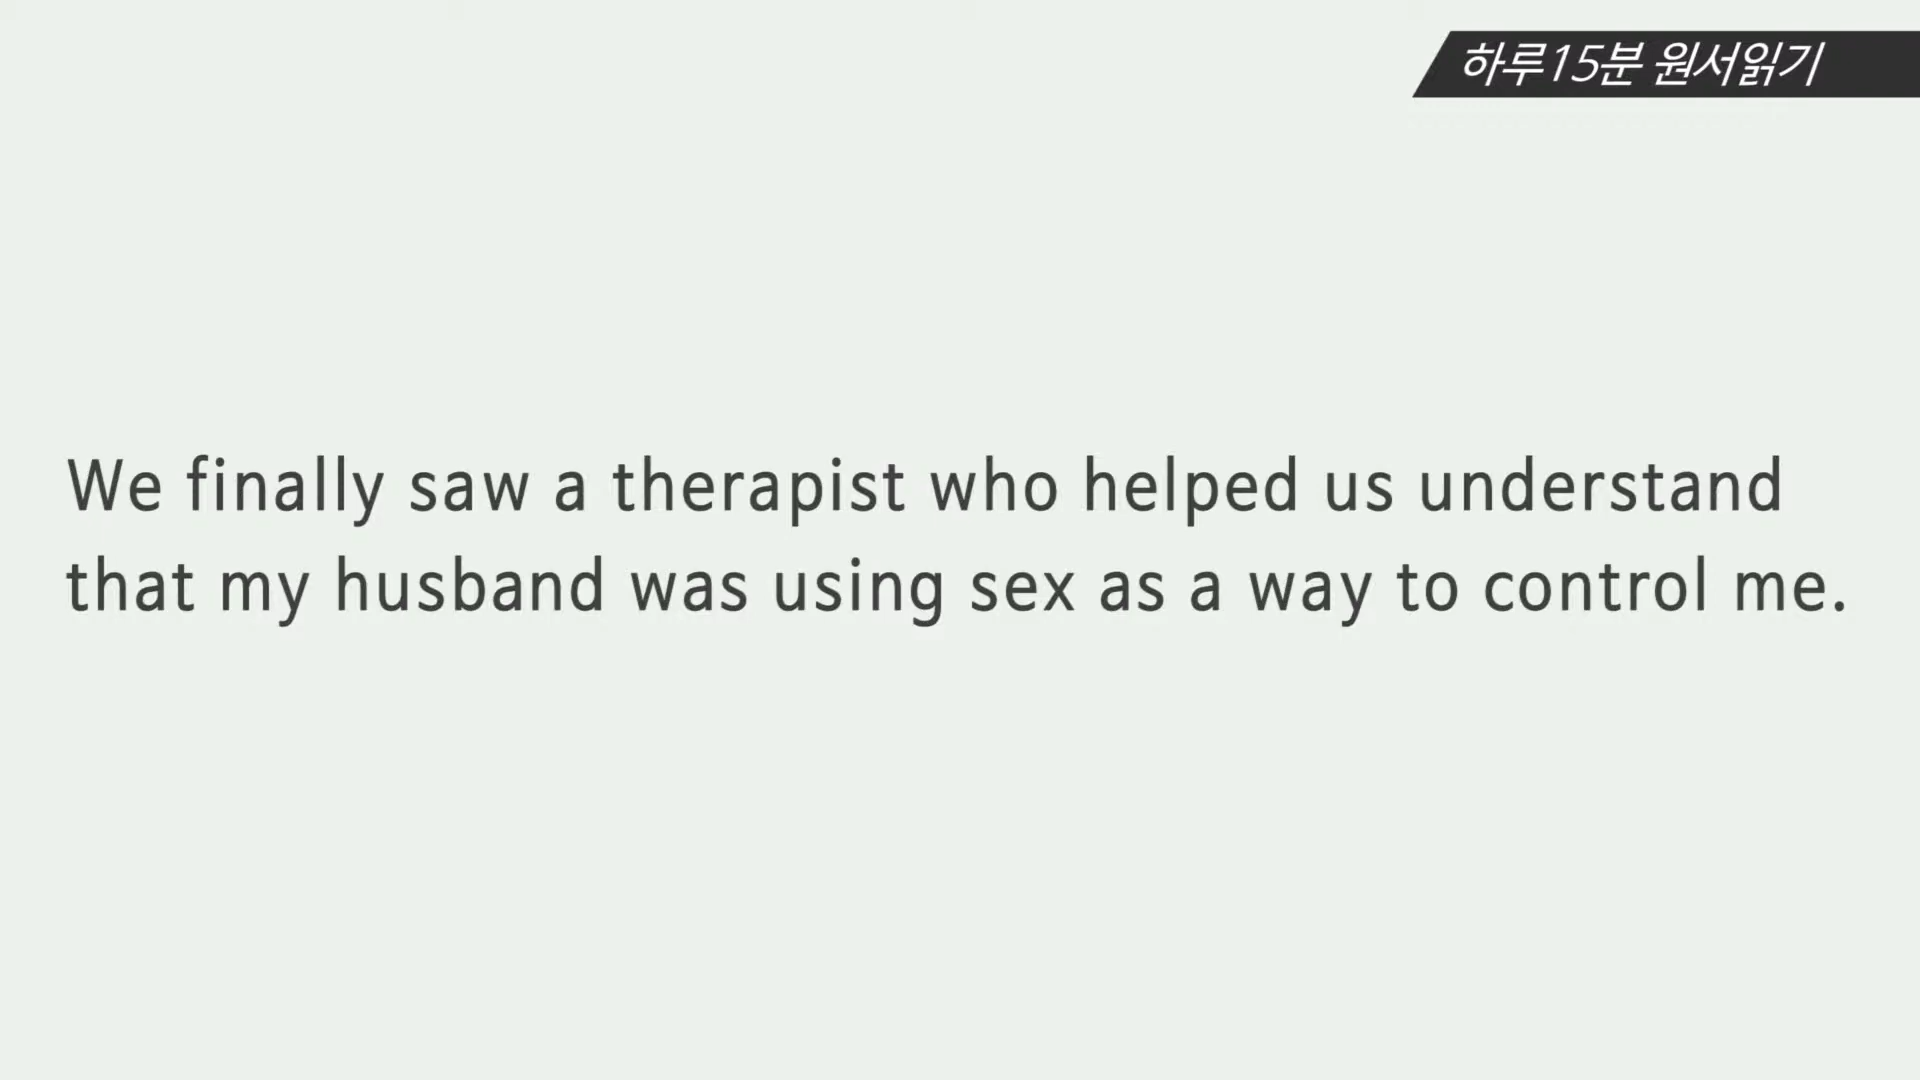 하루15분 원서읽기
We finally saw a therapist who helped us understand
that my husband was using sex as a way to control me.